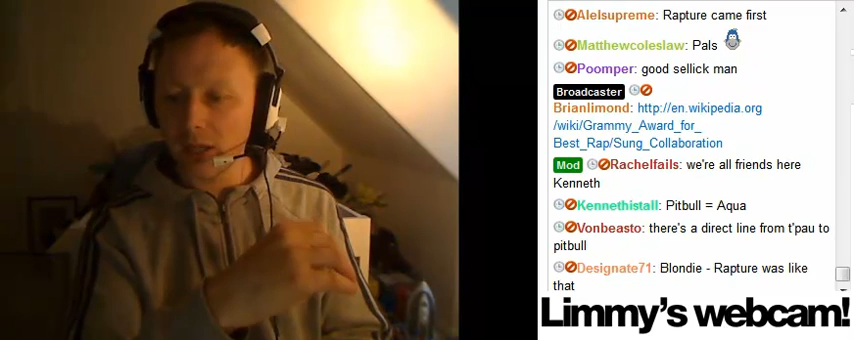 Alelsupreme: Rapture came first
Matthewcoleslaw: Pals
Poomper: good sellick man
Broadcaster
Brianlimond: http://en.wikipedia.org
/wiki/Grammy_Award_for_
Best_Rap/Sung_Collaboration
Mod Rachelfails: we're all friends here
Kenneth
Kennethistall: Pitbull = Aqua
Vonbeasto: there's a direct line from t'pau to
pitbull
Designate71: Blondie - Rapture was like
that
Limmy's webcam!